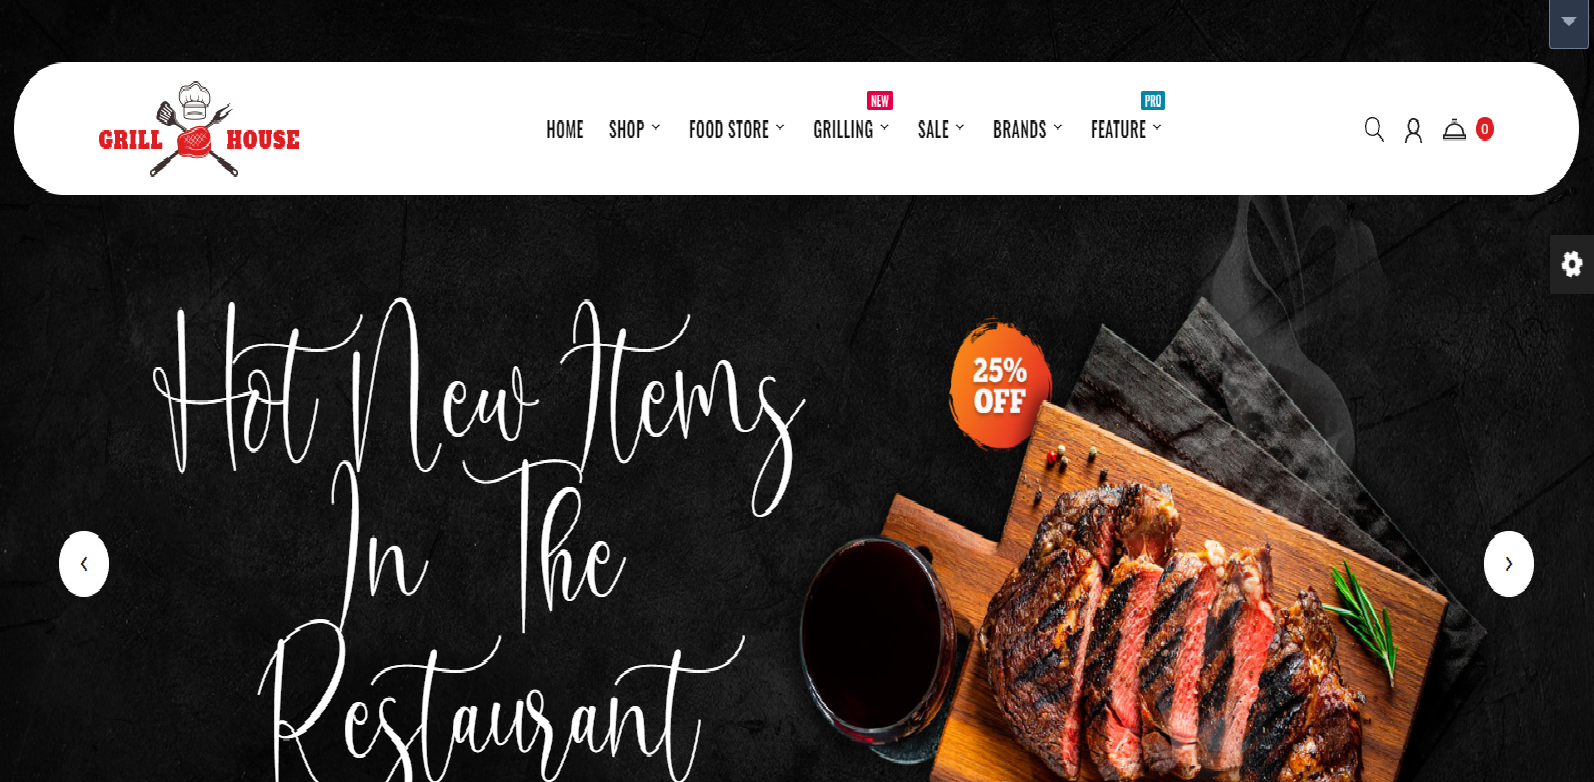 NEW
PRO
GRILL HOUSE
HOME SHOP FOOD STORE GRILLING SALE BRANDS FEATURE
0
Hot New Items
In The
Restaurant
25%
OFF